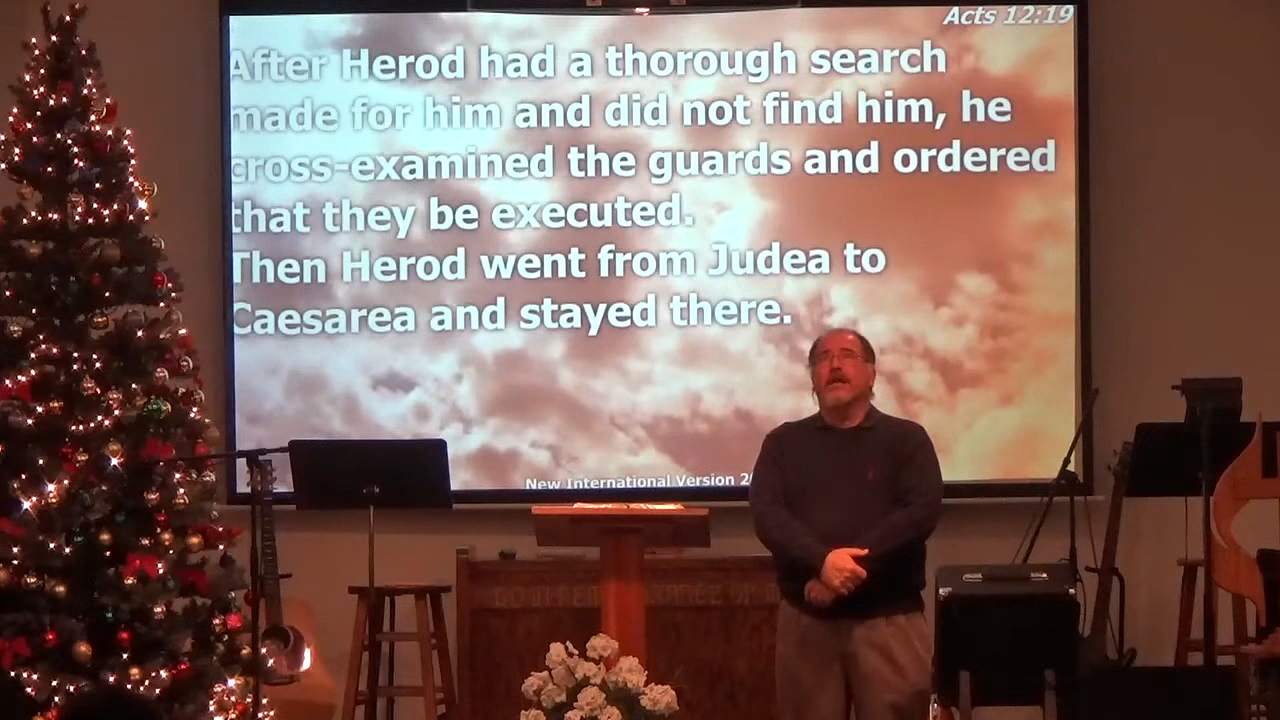 Acts 12:19
After Herod had a thorough search
made for him and did not find him, he
cross-examined the guards and ordered
that they be executed.
Then Herod went from Judea to
Caesarea and stayed there.
New International Version